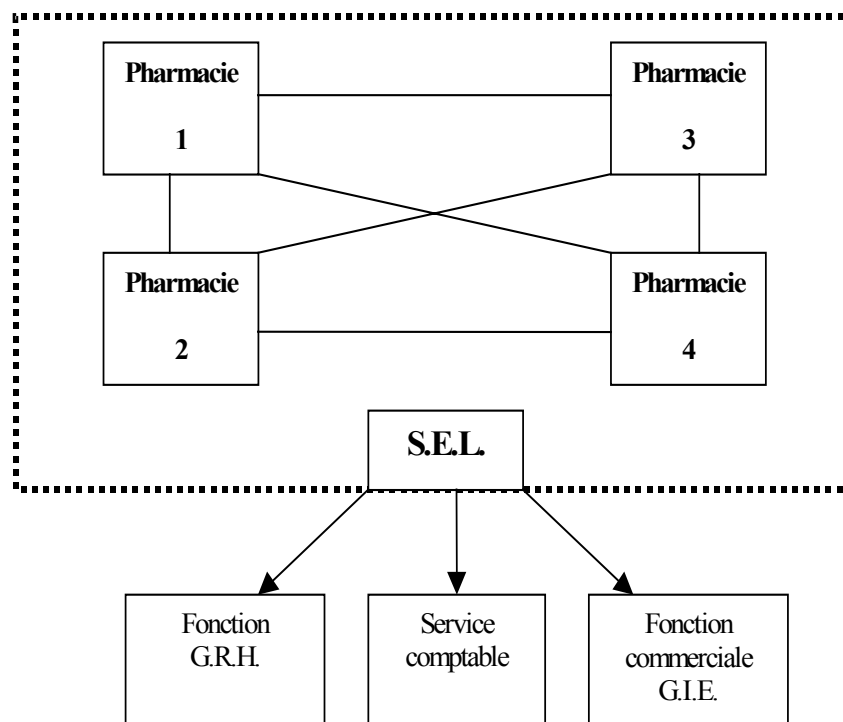 Pharmacie
1
Pharmacie
3
Pharmacie
2
Pharmacie
4
S.E.L.
Fonction
G.R.H.
Service
comptable
Fonction
commerciale
G.I.E.